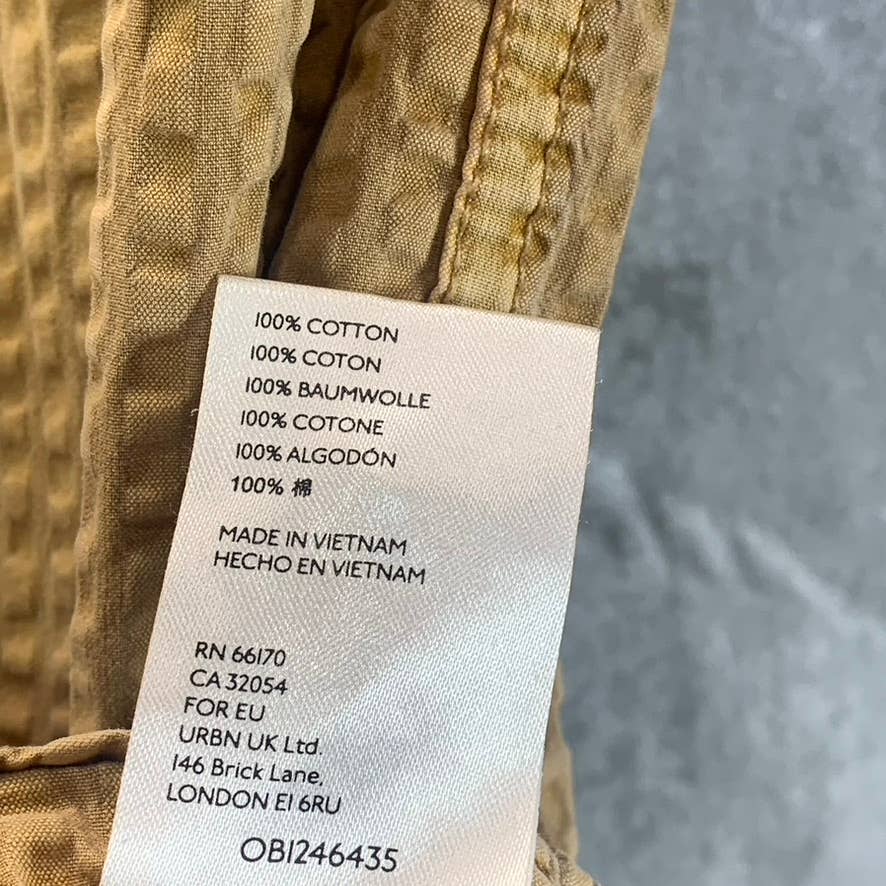 100% COTTON
100% COTON
100% BAUMWOLLE
100% COTONE
100% ALGODÓN
100% 棉
MADE IN VIETNAM
HECHO EN VIETNAM
RN 66170
CA 32054
FOR EU
URBN UK Ltd.
146 Brick Lane,
LONDON E1 6RU
OB1246435